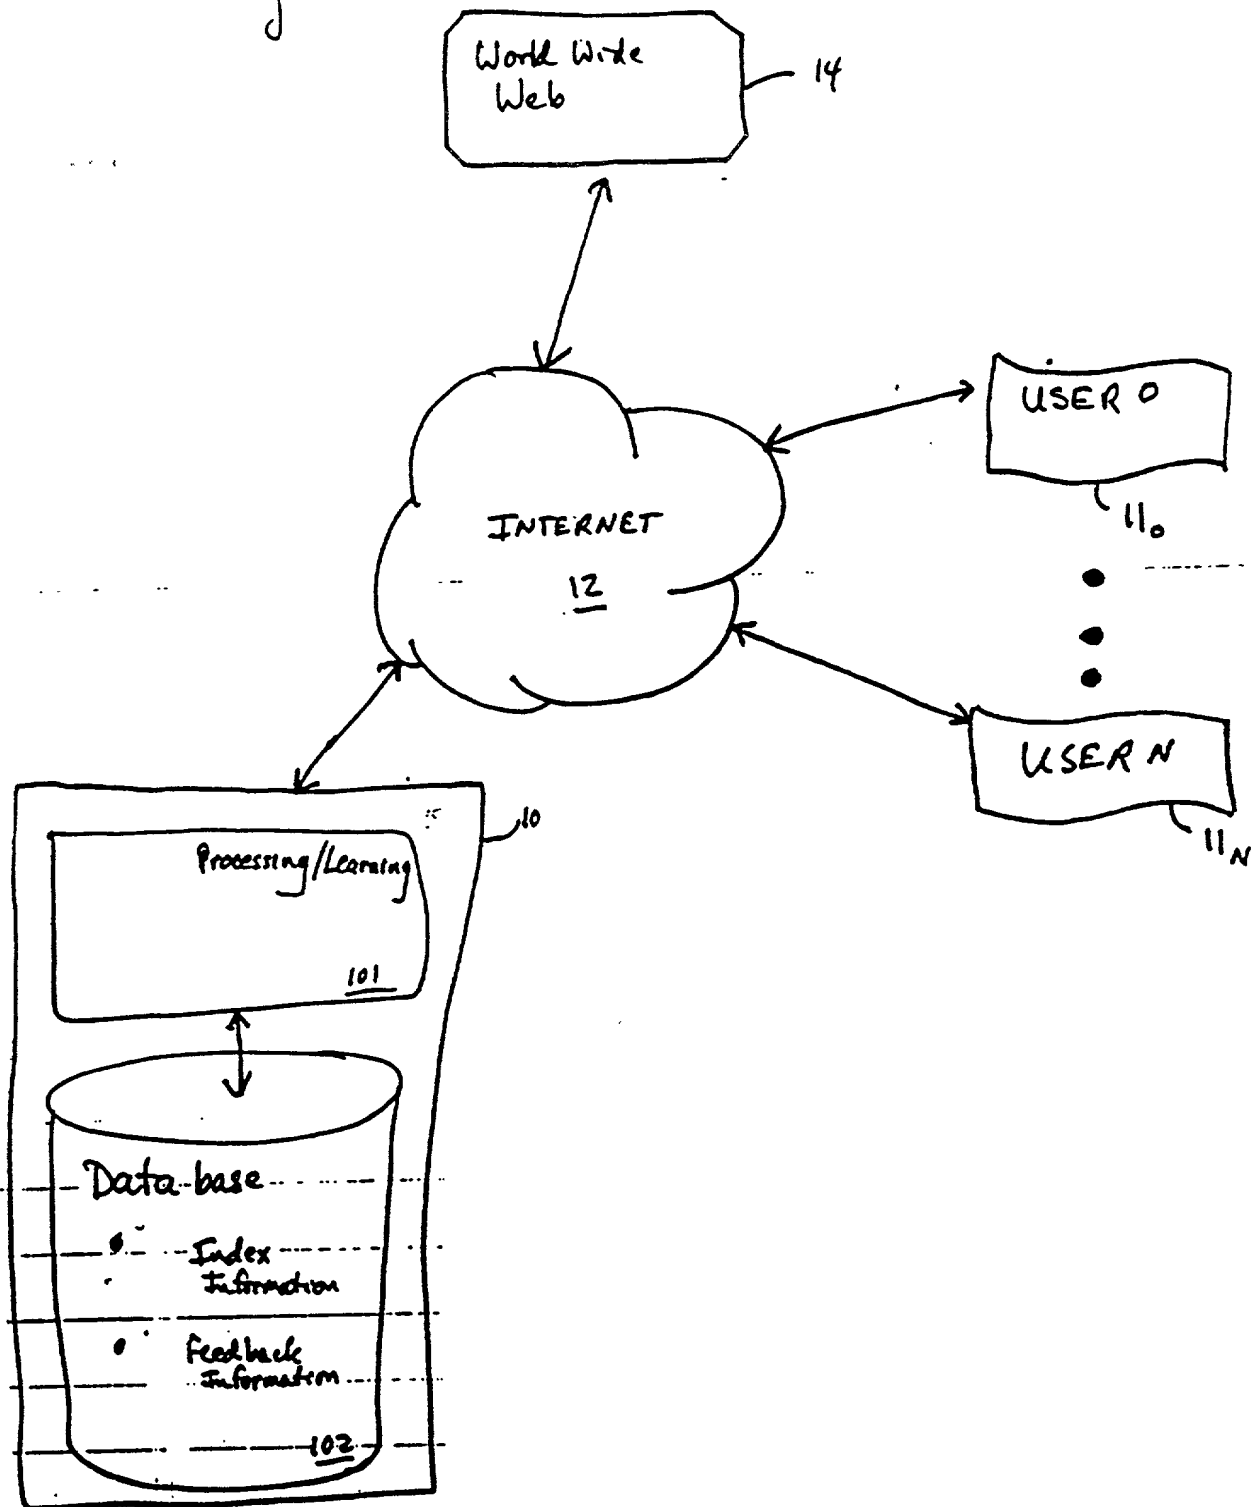 World Wide
Web
14
USER 0
11₀
INTERNET
12
USER N
11N
10
Processing/Learning
101
Data base
Index
Information
Feedback
Information
102